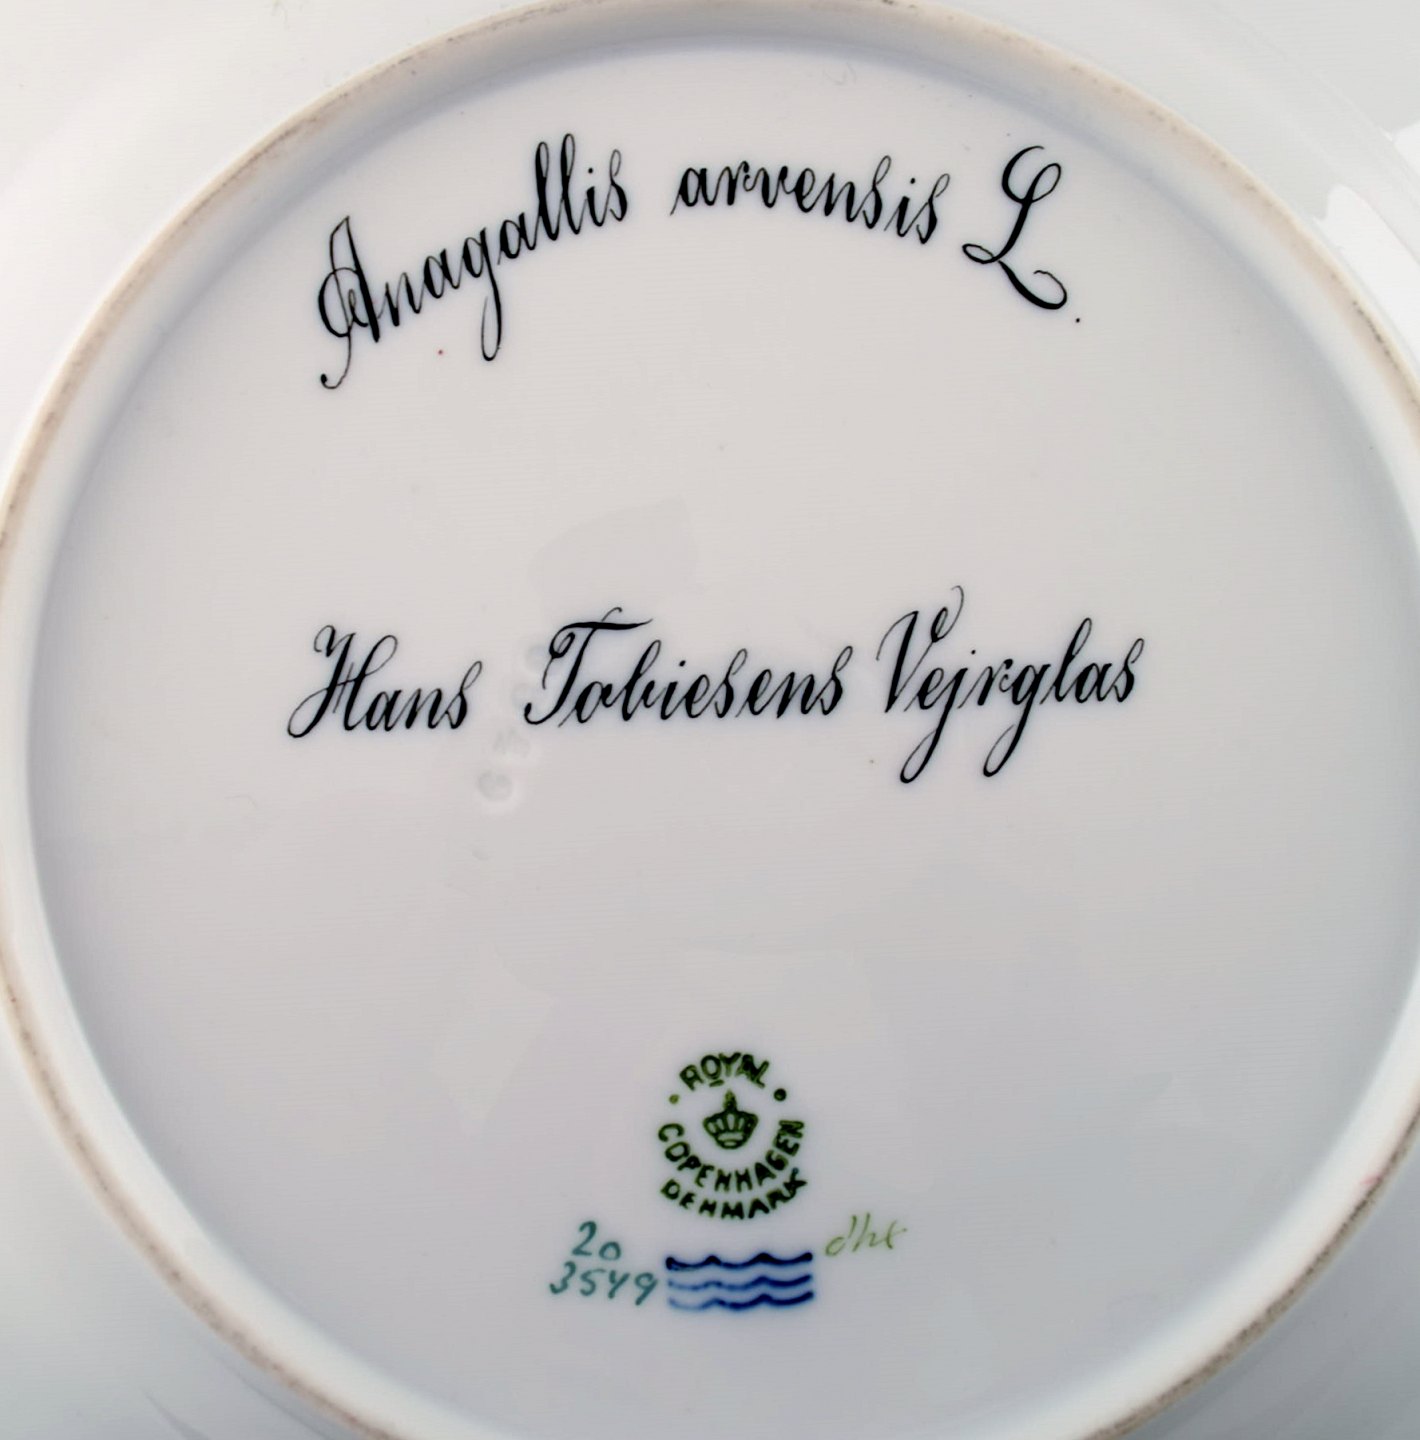 Anagallis arvensis L.
Hans Tobiesens Vejrglas
ROYAL
COPENHAGEN
DENMARK
20
3549